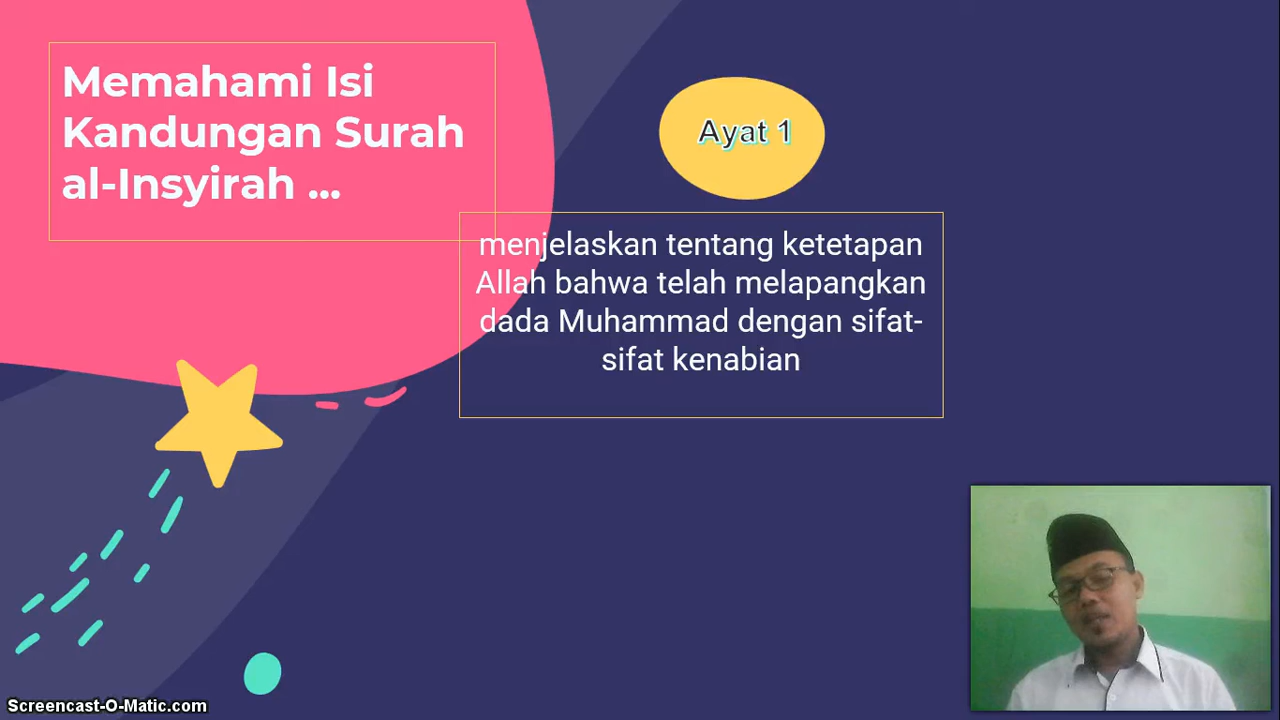 Memahami Isi
Kandungan Surah
al-Insyirah ...
Ayat 1
menjelaskan tentang ketetapan
Allah bahwa telah melapangkan
dada Muhammad dengan sifat-
sifat kenabian
Screencast-O-Matic.com